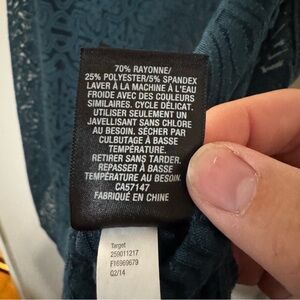 70% RAYONNE/
25% POLYESTER/5% SPANDEX
LAVER À LA MACHINE À L'EAU
FROIDE AVEC DES COULEURS
SIMILAIRES. CYCLE DÉLICAT.
UTILISER SEULEMENT UN
JAVELLISANT SANS CHLORE
AU BESOIN. SÉCHER PAR
CULBUTAGE À BASSE
TEMPÉRATURE.
RETIRER SANS TARDER.
REPASSER À BASSE
TEMPÉRATURE AU BESOIN.
CA57147
FABRIQUÉ EN CHINE
Target
259011217
F16969679
02/14